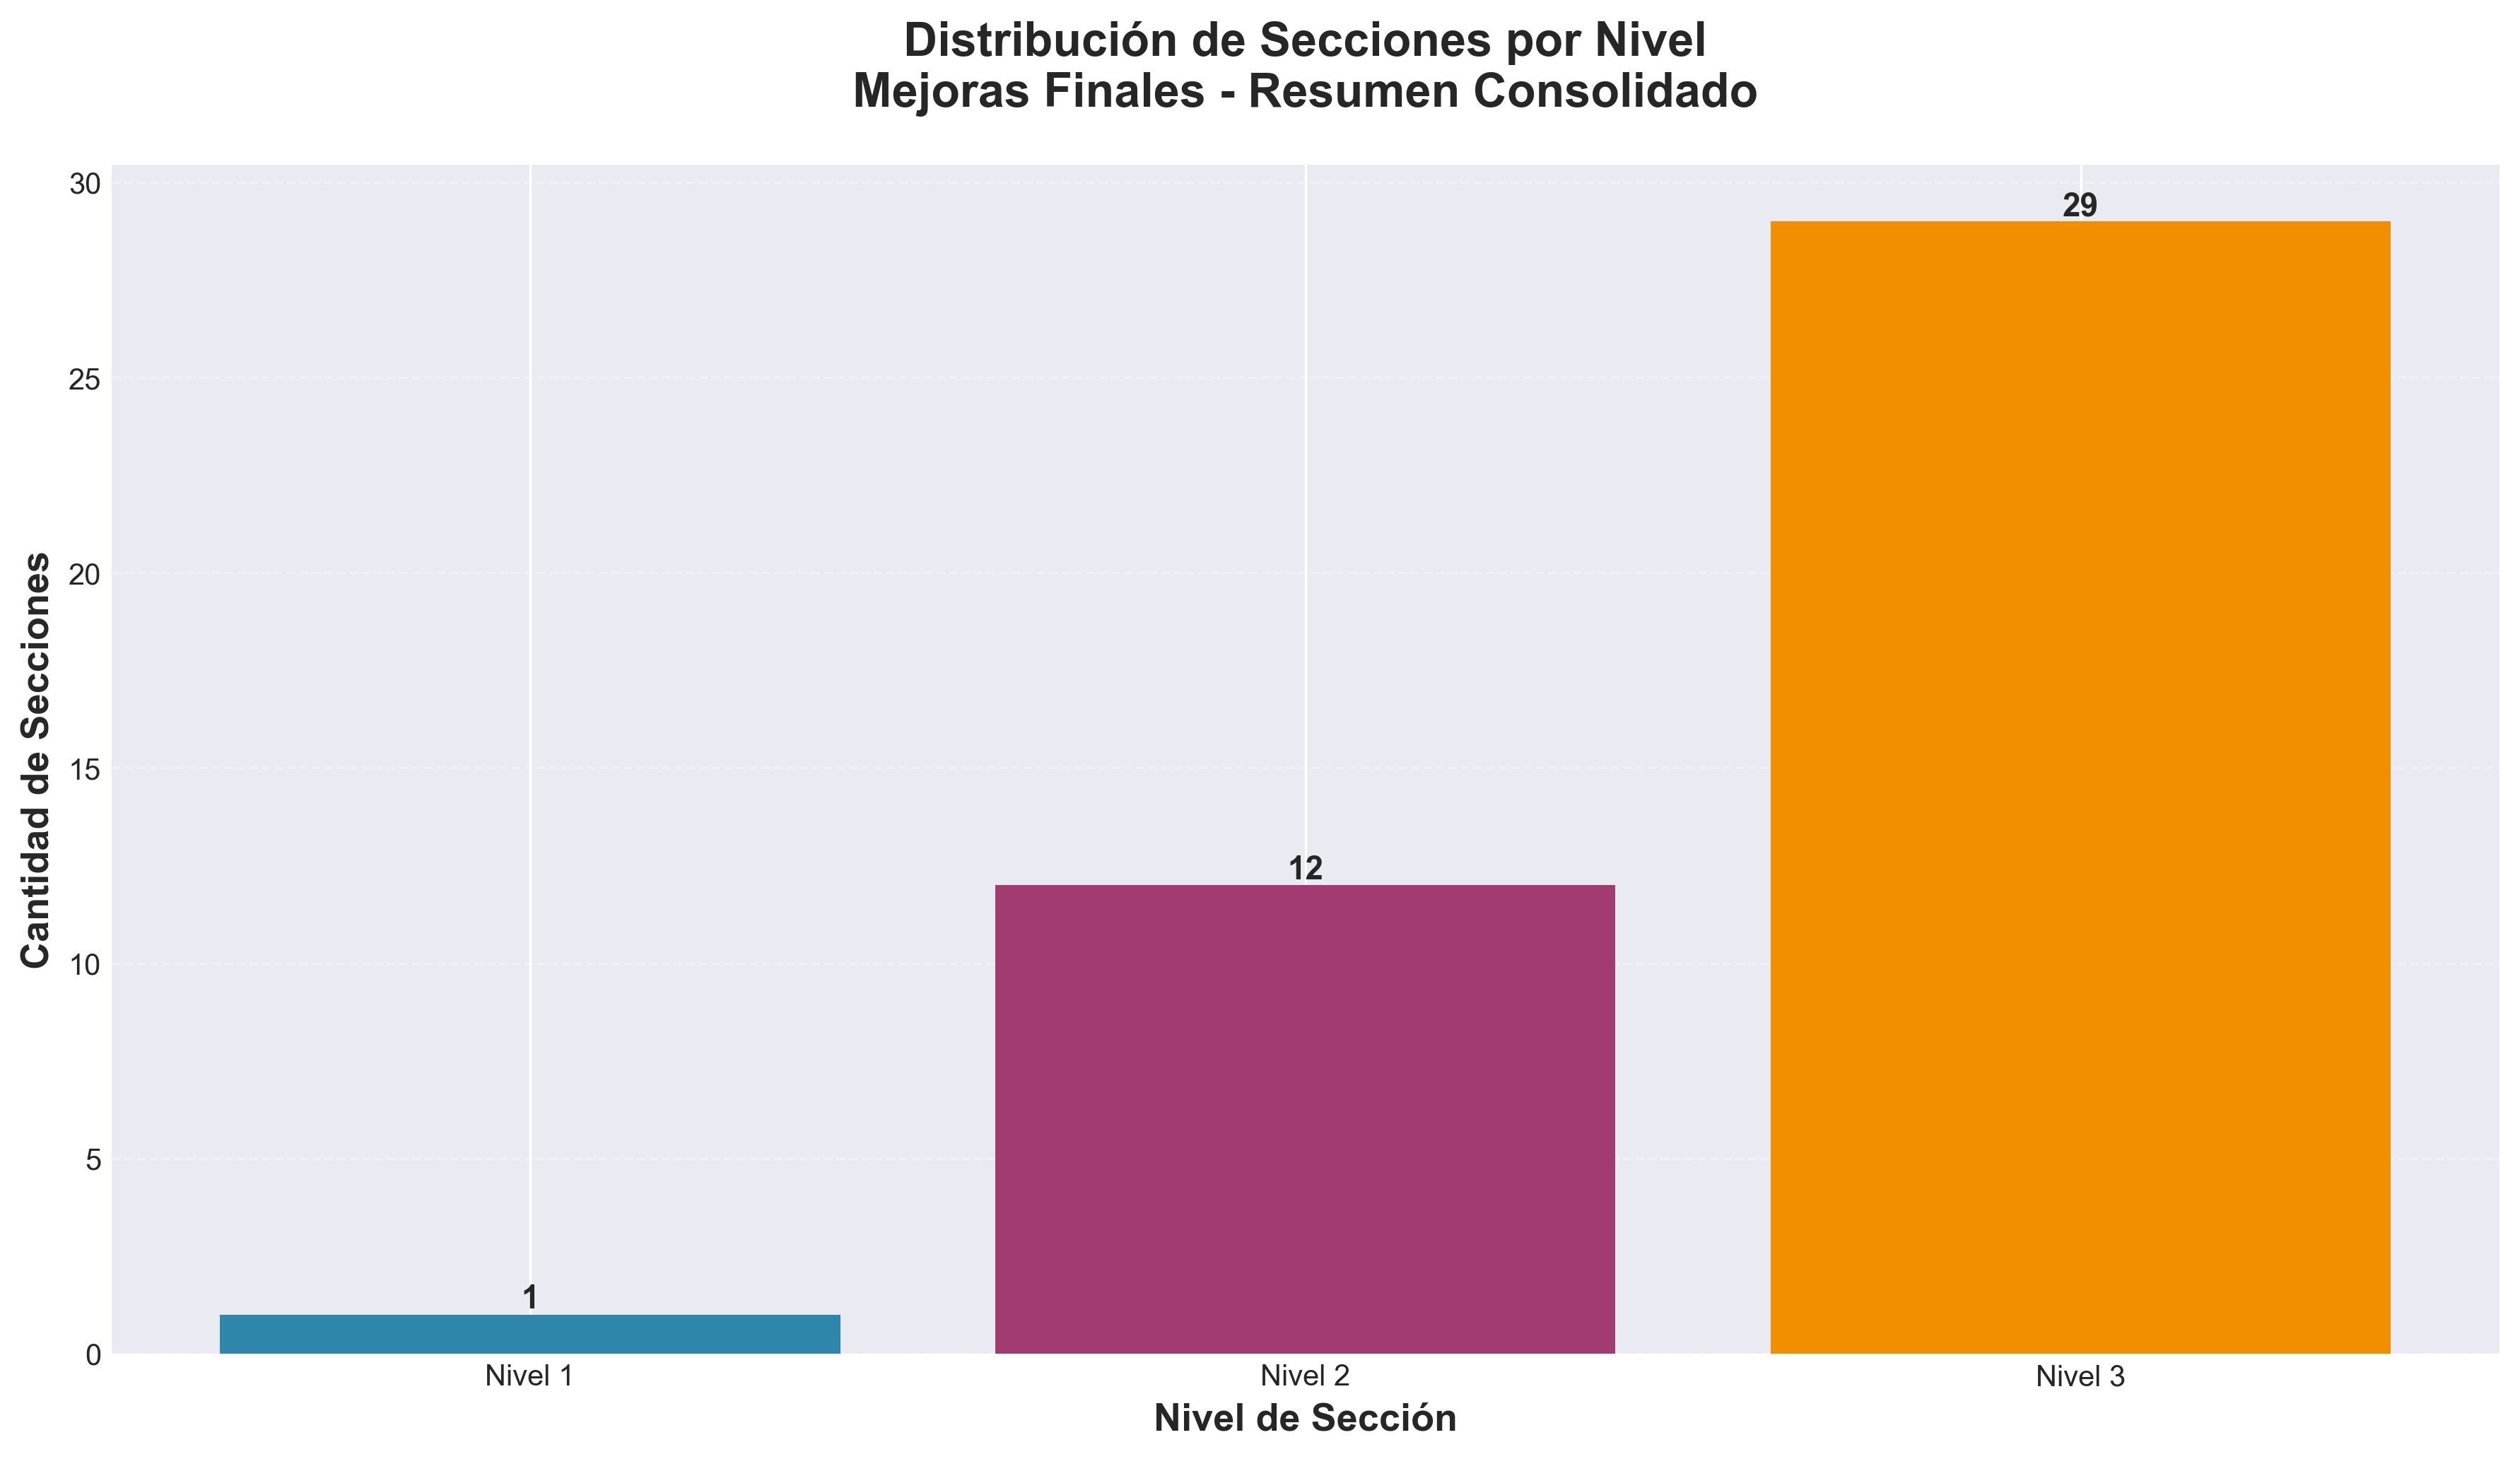 Distribución de Secciones por Nivel
Mejoras Finales - Resumen Consolidado
Cantidad de Secciones
30
25
20
15
10
5
0
1
12
29
Nivel 1
Nivel 2
Nivel 3
Nivel de Sección